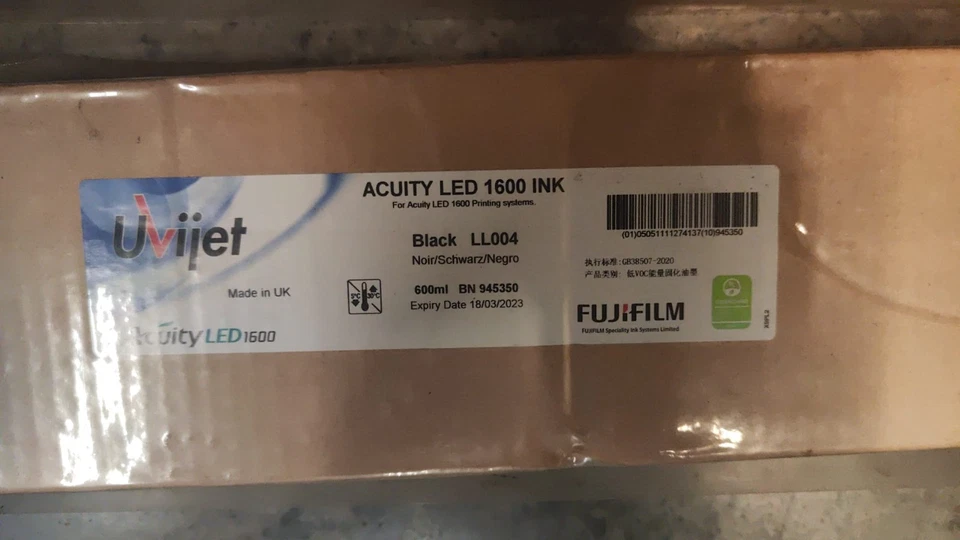 ACUITY LED 1600 INK
For Acuity LED 1600 Printing systems.
Uvijet
Black LL004
Noir/Schwarz/Negro
(01)05051111274137(10)945350
执行标准:GB38507-2020
产品类别: 低VOC能量固化油墨
Made in UK
5°C 30°C
600ml BN 945350
Expiry Date 18/03/2023
FUJIFILM
FUJIFILM Speciality Ink Systems Limited
Acuity LED 1600